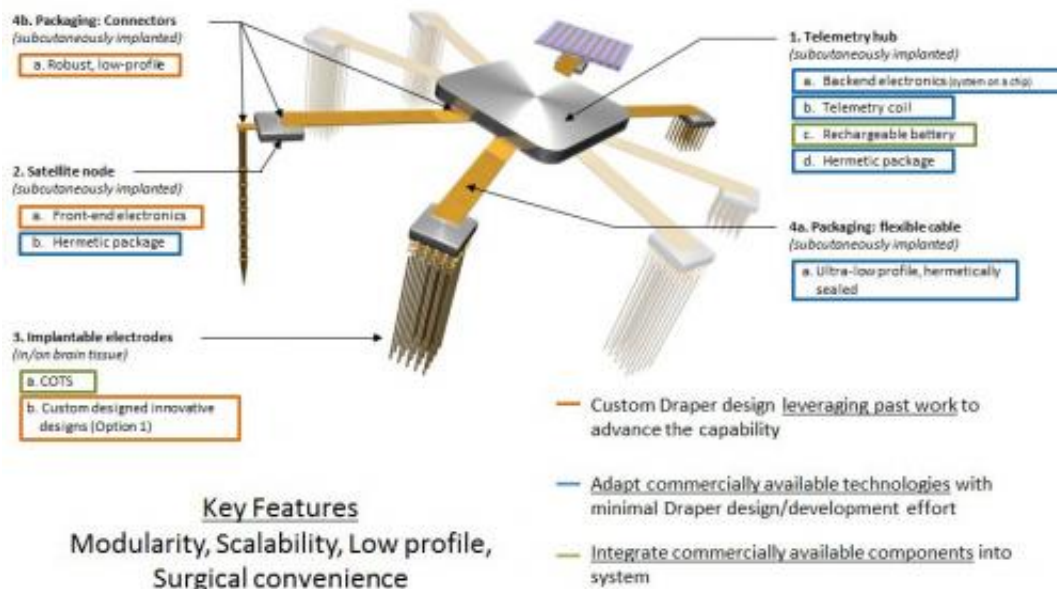 4b. Packaging: Connectors
(subcutaneously implanted)
a. Robust, low-profile
2. Satellite node
(subcutaneously implanted)
a. Front-end electronics
b. Hermetic package
3. Implantable electrodes
(in/on brain tissue)
a. COTS
b. Custom designed innovative
designs (Option 1)
1. Telemetry hub
(subcutaneously implanted)
a. Backend electronics (system on a chip)
b. Telemetry coil
c. Rechargeable battery
d. Hermetic package
4a. Packaging: flexible cable
(subcutaneously implanted)
a. Ultra-low profile, hermetically
sealed
Key Features
Modularity, Scalability, Low profile,
Surgical convenience
Custom Draper design leveraging past work to
advance the capability
Adapt commercially available technologies with
minimal Draper design/development effort
Integrate commercially available components into
system